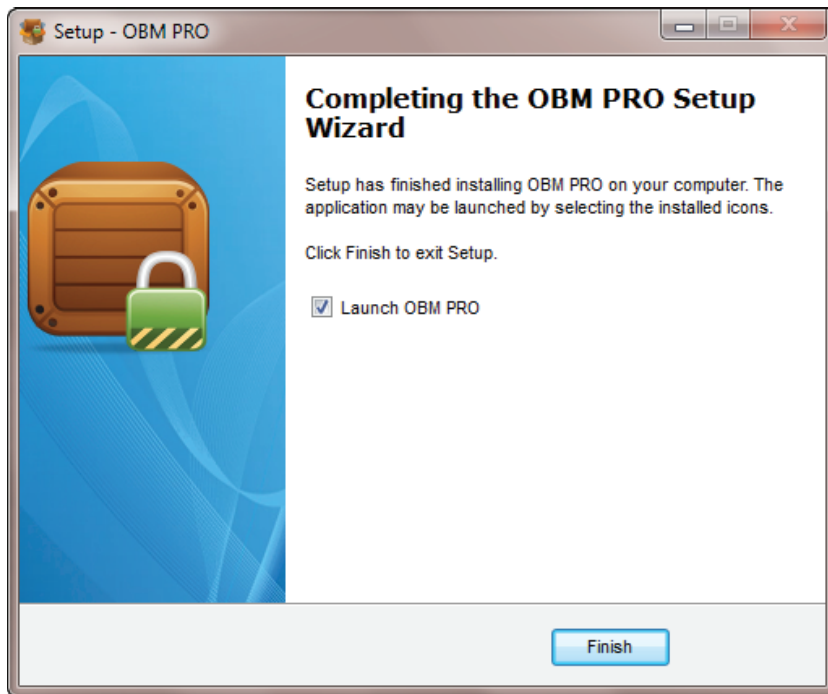 Setup - OBM PRO
Completing the OBM PRO Setup
Wizard
Setup has finished installing OBM PRO on your computer. The
application may be launched by selecting the installed icons.
Click Finish to exit Setup.
Launch OBM PRO
Finish